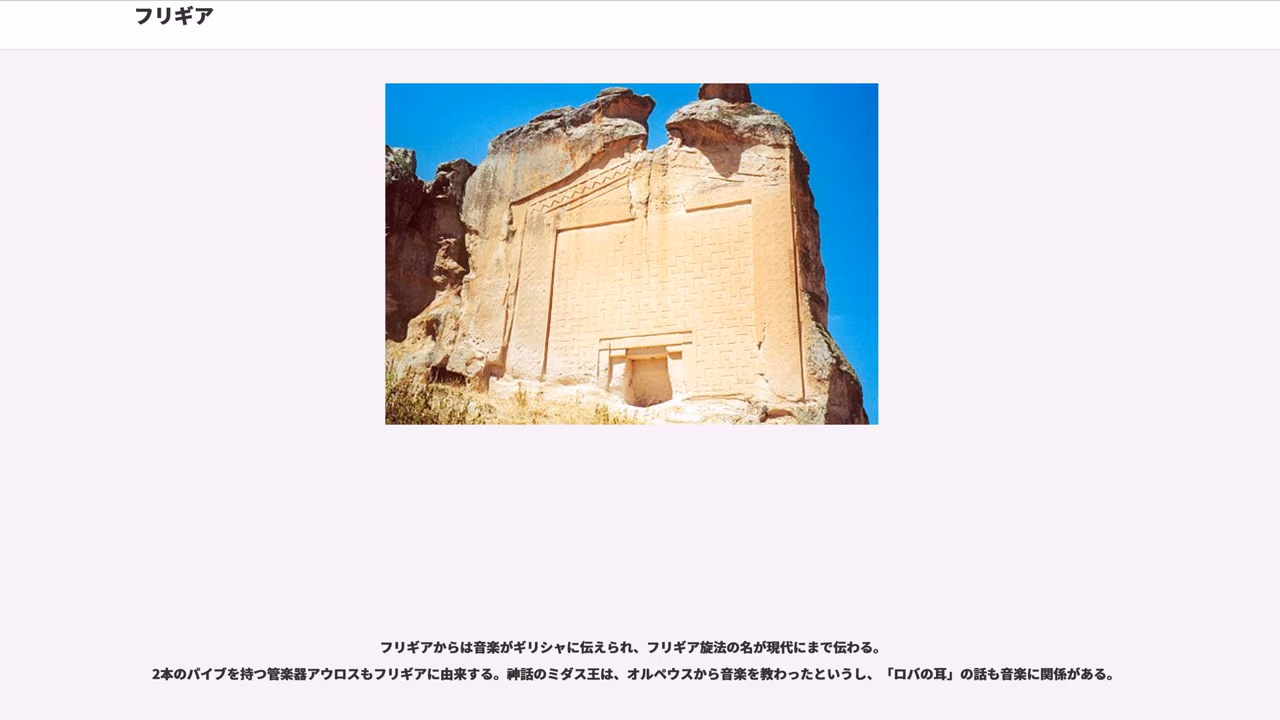 フリギア
フリギアからは音楽がギリシャに伝えられ、フリギア旋法の名が現代にまで伝わる。
2本のパイプを持つ管楽器アウロスもフリギアに由来する。神話のミダス王は、オルペウスから音楽を教わったというし、「ロバの耳」の話も音楽に関係がある。